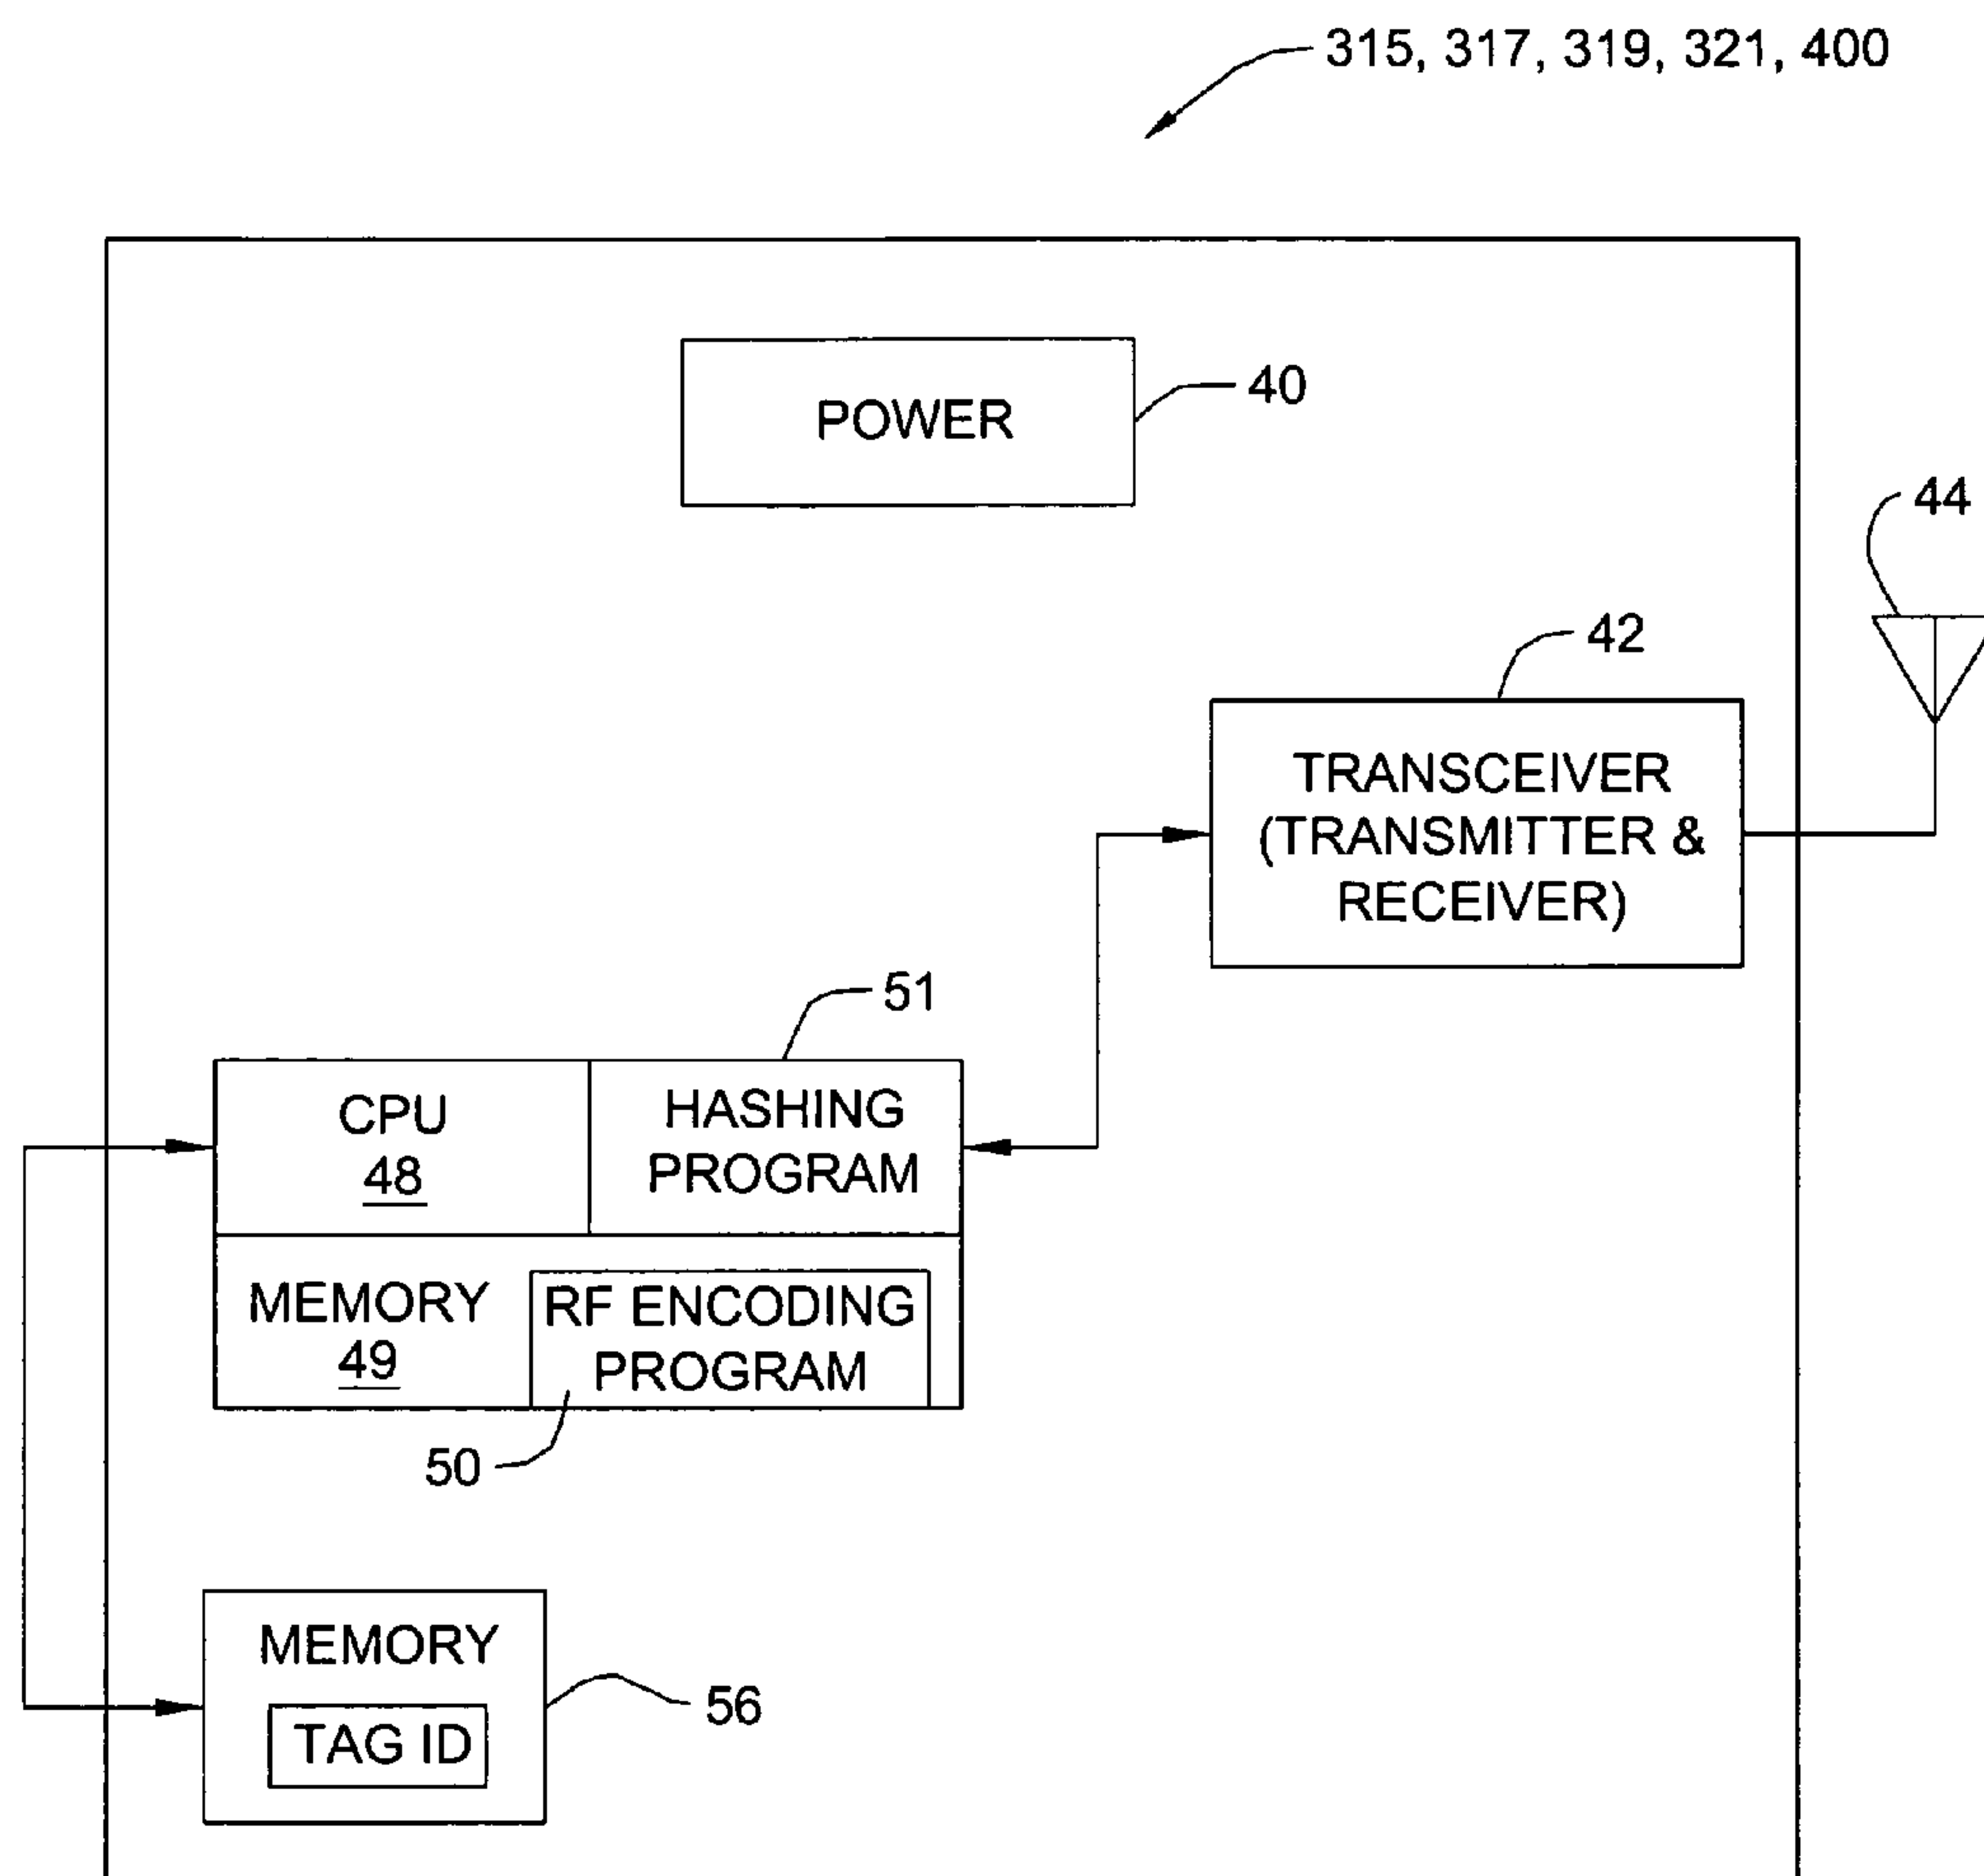 315, 317, 319, 321, 400
POWER
40
44
42
TRANSCEIVER
(TRANSMITTER &
RECEIVER)
51
CPU
48
HASHING
PROGRAM
MEMORY
49
RF ENCODING
PROGRAM
50
MEMORY
TAG ID
56